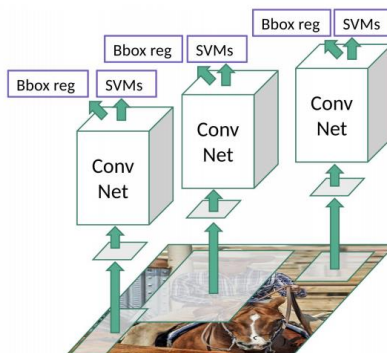 Bbox reg SVMs
Bbox reg SVMs
Bbox reg SVMs
Conv
Net
Conv
Net
Conv
Net